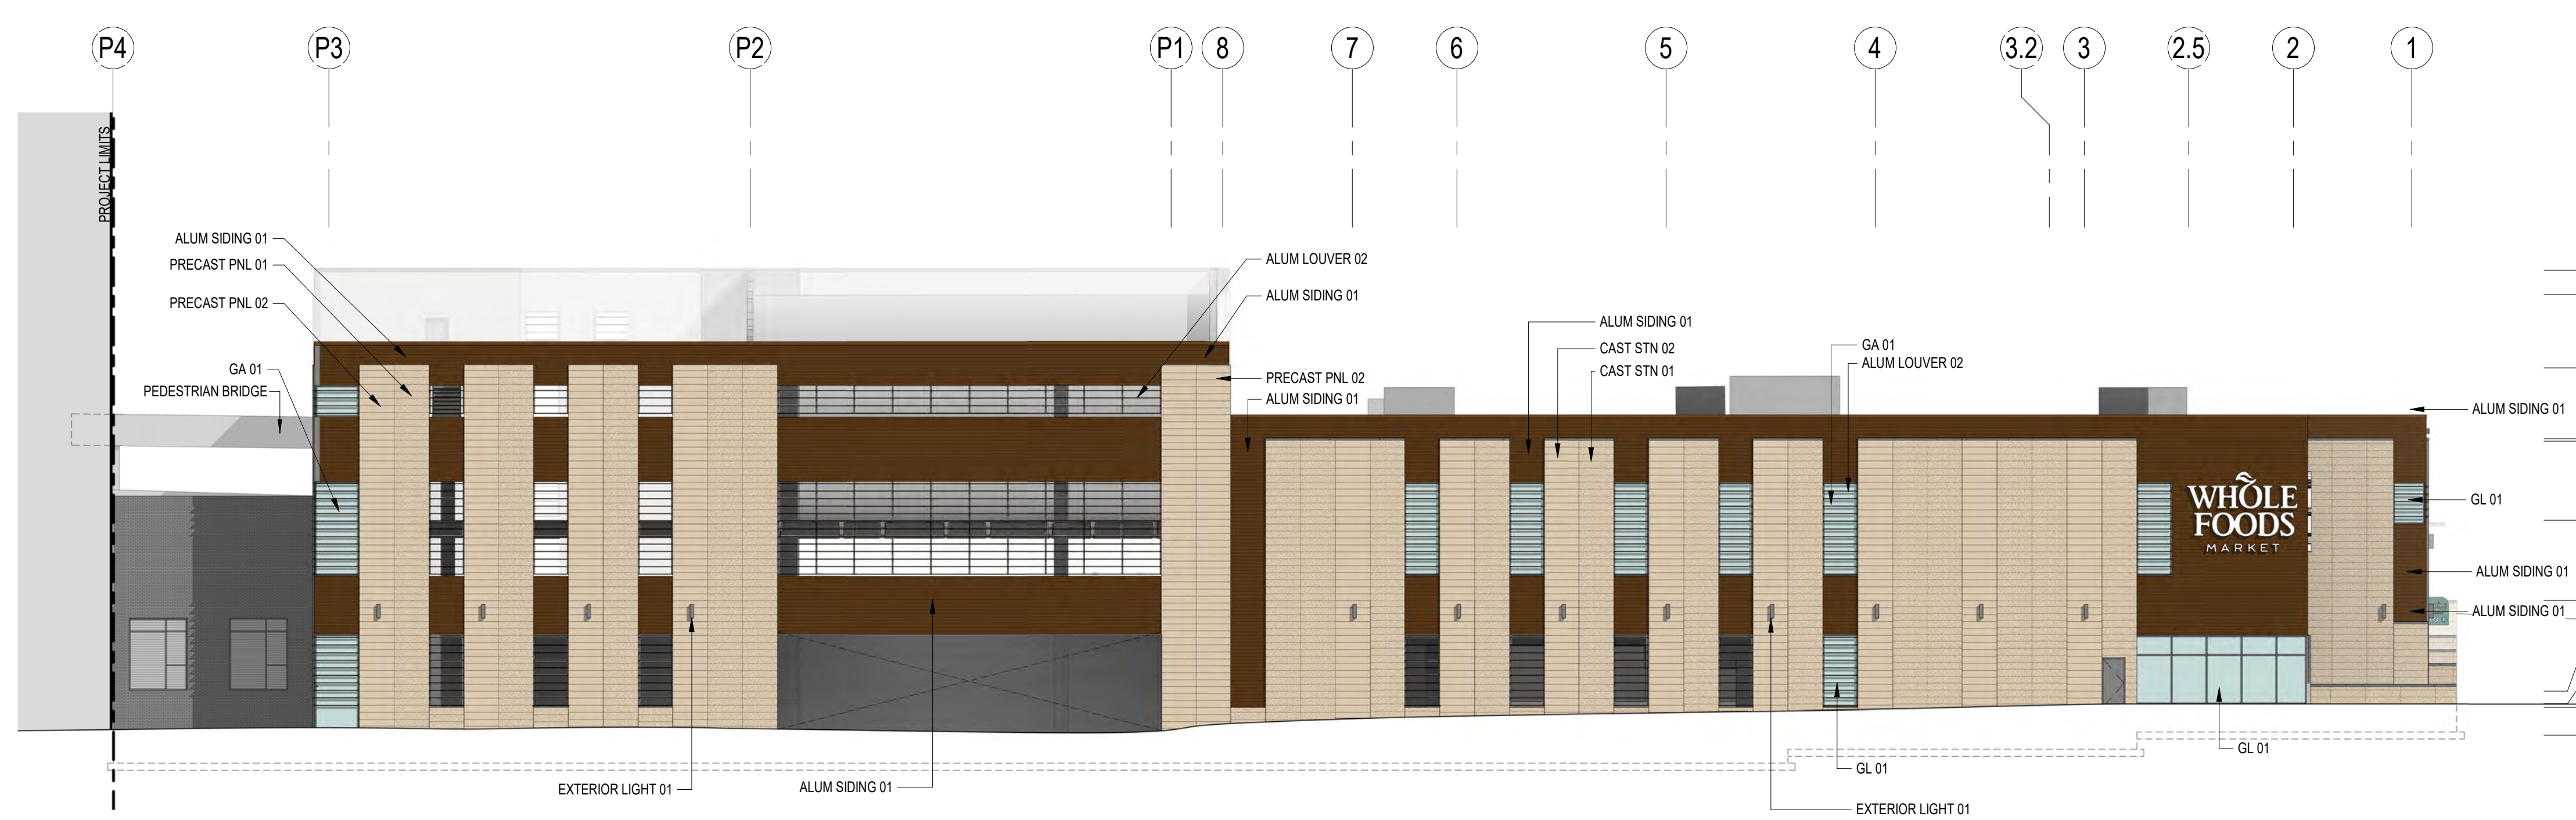 P4
P3
P2
P1
8
7
6
5
4
3.2
3
2.5
2
1
PROJECT LIMITS
ALUM SIDING 01
PRECAST PNL 01
PRECAST PNL 02
GA 01
PEDESTRIAN BRIDGE
ALUM LOUVER 02
ALUM SIDING 01
PRECAST PNL 02
ALUM SIDING 01
ALUM SIDING 01
CAST STN 02
CAST STN 01
GA 01
ALUM LOUVER 02
ALUM SIDING 01
GL 01
ALUM SIDING 01
ALUM SIDING 01
WHOLE
FOODS
MARKET
EXTERIOR LIGHT 01
ALUM SIDING 01
GL 01
GL 01
EXTERIOR LIGHT 01